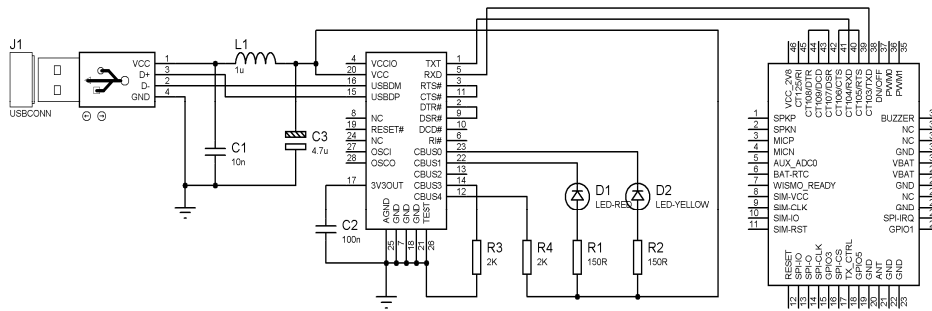 J1
USBCONN
VCC 1
D+ 3
D- 2
GND 4
L1
1u
C1
10n
C3
4.7u
C2
100n
4 VCCIO
20 VCC
16 USBDM
15 USBDP
8 NC
19 RESET#
24 NC
27 OSCI
28 OSCO
17 3V3OUT
TXT 1
RXD 5
RTS# 3
CTS# 11
DTR# 2
DSR# 9
DCD# 10
RI# 6
CBUS0 23
CBUS1 22
CBUS2 13
CBUS3 14
CBUS4 12
AGND 25
GND 7
GND 18
GND 21
TEST 26
D1
LED-RED
D2
LED-YELLOW
R3
2K
R4
2K
R1
150R
R2
150R
46 45 44 43 42 41 40 39 38 37 36 35
VCC_2V8
CT125/RI
CT108/DTR
CT109/DCD
CT107/DSR
CT106/CTS
CT104/RXD
CT105/RTS
CT103/TXD
ON/OFF
PWM0
PWM1
1 SPKP
2 SPKN
3 MICP
4 MICN
5 AUX_ADC0
6 BAT-RTC
7 WISMO_READY
8 SIM-VCC
9 SIM-CLK
10 SIM-IO
11 SIM-RST
BUZZER
NC
GND
VBAT
VBAT
GND
NC
GND
SPI-IRQ
GPIO1
RESET
SPI-IO
SPI-O
SPI-CLK
GPIO3
SPI-CS
TX_CTRL
GPIO5
GND
ANT
GND
GND
12 13 14 15 16 17 18 19 20 21 22 23